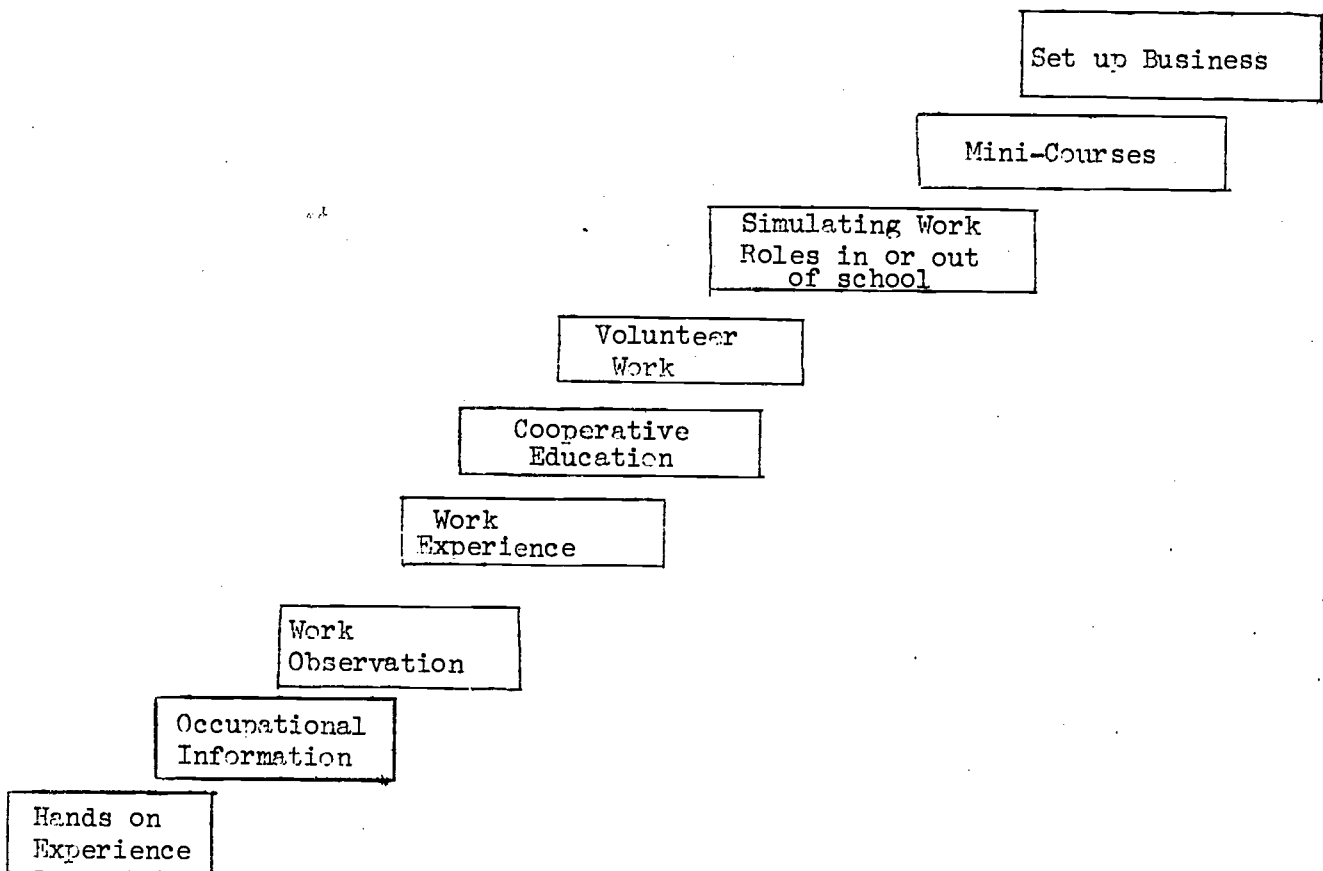 Set up Business
Mini-Courses
Simulating Work
Roles in or out
of school
Volunteer
Work
Cooperative
Education
Work
Experience
Work
Observation
Occupational
Information
Hands on
Experience